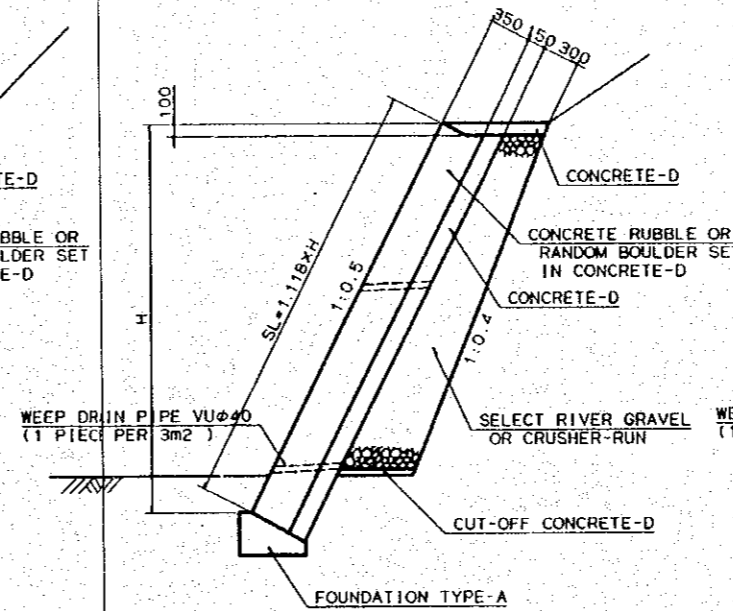 350 150 300
100
TE-D
CONCRETE-D
BBLE OR
LDER SET
E-D
CONCRETE RUBBLE OR
RANDOM BOULDER SET
IN CONCRETE-D
CONCRETE-D
SL=1.118×H
1:0.5
H
1:0.4
WEEP DRAIN PIPE VUφ40
(1 PIECE PER 3m2 )
SELECT RIVER GRAVEL
OR CRUSHER-RUN
WE
(1
CUT-OFF CONCRETE-D
FOUNDATION TYPE-A